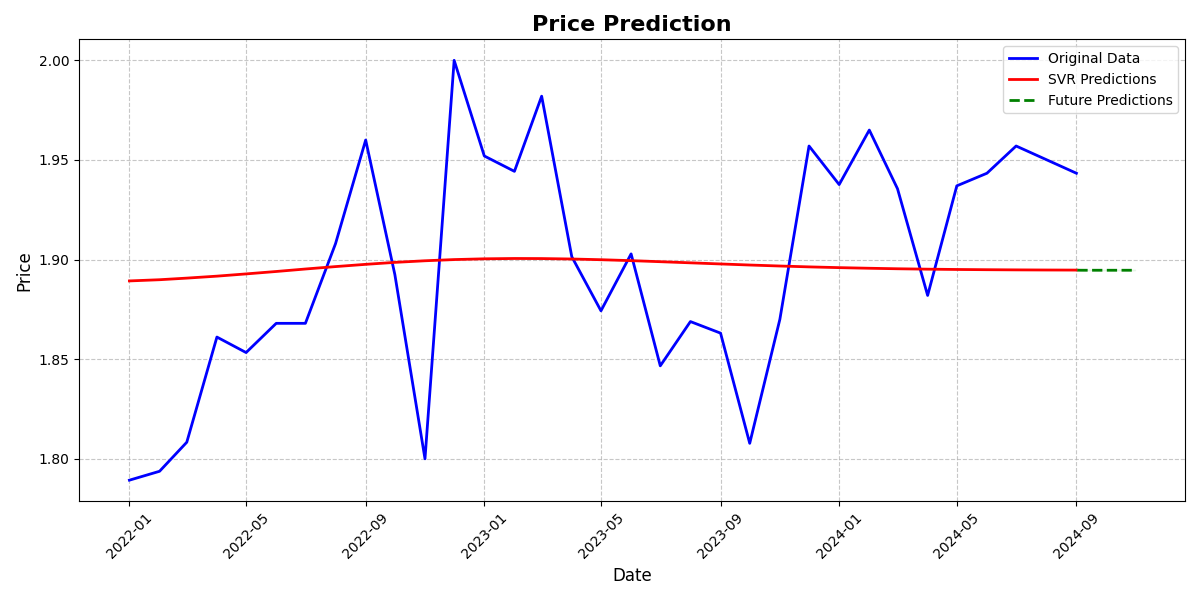 Price Prediction
Original Data
SVR Predictions
Future Predictions
2.00
1.95
1.90
1.85
1.80
Price
2022-01
2022-05
2022-09
2023-01
2023-05
2023-09
2024-01
2024-05
2024-09
Date